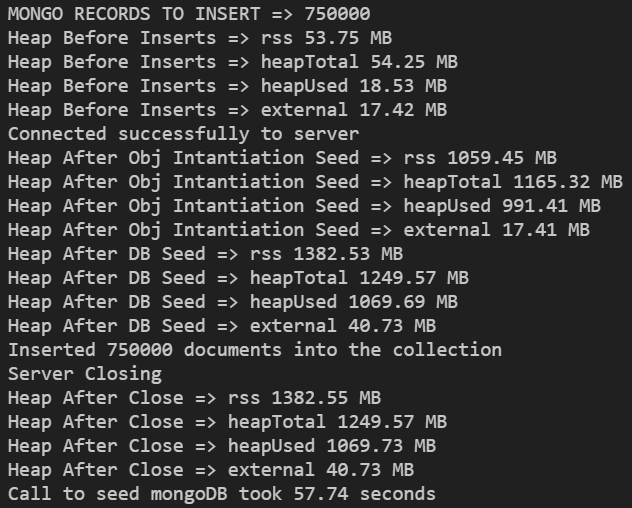 MONGO RECORDS TO INSERT => 750000
Heap Before Inserts => rss 53.75 MB
Heap Before Inserts => heapTotal 54.25 MB
Heap Before Inserts => heapUsed 18.53 MB
Heap Before Inserts => external 17.42 MB
Connected successfully to server
Heap After Obj Intantiation Seed => rss 1059.45 MB
Heap After Obj Intantiation Seed => heapTotal 1165.32 MB
Heap After Obj Intantiation Seed => heapUsed 991.41 MB
Heap After Obj Intantiation Seed => external 17.41 MB
Heap After DB Seed => rss 1382.53 MB
Heap After DB Seed => heapTotal 1249.57 MB
Heap After DB Seed => heapUsed 1069.69 MB
Heap After DB Seed => external 40.73 MB
Inserted 750000 documents into the collection
Server Closing
Heap After Close => rss 1382.55 MB
Heap After Close => heapTotal 1249.57 MB
Heap After Close => heapUsed 1069.73 MB
Heap After Close => external 40.73 MB
Call to seed mongoDB took 57.74 seconds